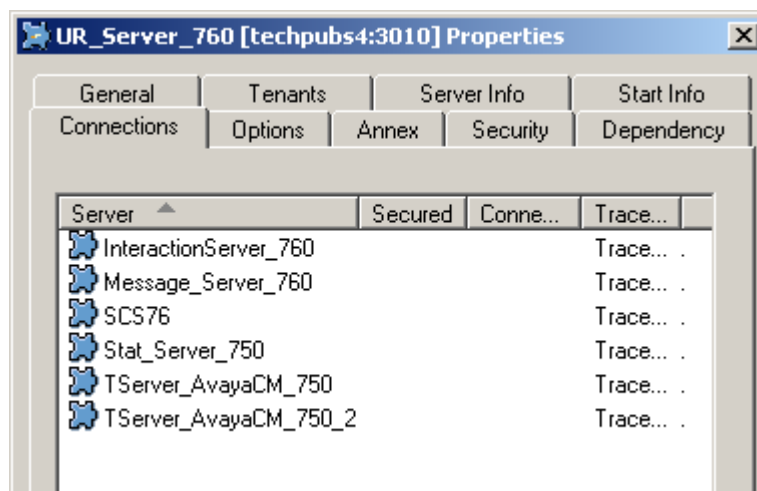 UR_Server_760 [techpubs4:3010] Properties
General Tenants Server Info Start Info
Connections Options Annex Security Dependency
Server Secured Conne... Trace...
InteractionServer_760 Trace... .
Message_Server_760 Trace... .
SCS76 Trace... .
Stat_Server_750 Trace... .
TServer_AvayaCM_750 Trace... .
TServer_AvayaCM_750_2 Trace... .